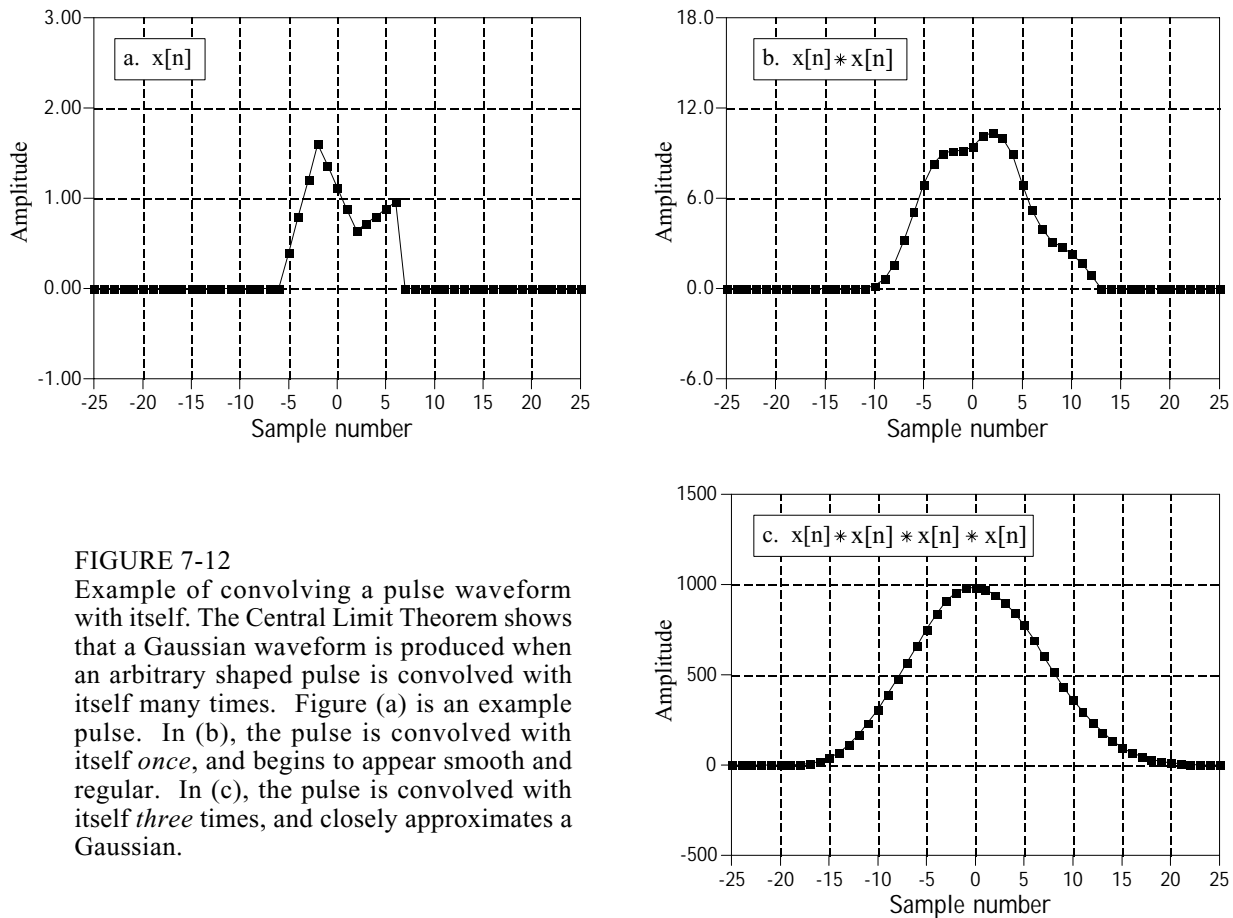 3.00
2.00
1.00
0.00
-1.00
Amplitude
a. x[n]
-25 -20 -15 -10 -5 0 5 10 15 20 25
Sample number
18.0
12.0
6.0
0.0
-6.0
Amplitude
b. x[n]∗x[n]
-25 -20 -15 -10 -5 0 5 10 15 20 25
Sample number
FIGURE 7-12
Example of convolving a pulse waveform
with itself. The Central Limit Theorem shows
that a Gaussian waveform is produced when
an arbitrary shaped pulse is convolved with
itself many times. Figure (a) is an example
pulse. In (b), the pulse is convolved with
itself once, and begins to appear smooth and
regular. In (c), the pulse is convolved with
itself three times, and closely approximates a
Gaussian.
1500
1000
500
0
-500
Amplitude
c. x[n]∗x[n] ∗x[n] ∗x[n]
-25 -20 -15 -10 -5 0 5 10 15 20 25
Sample number